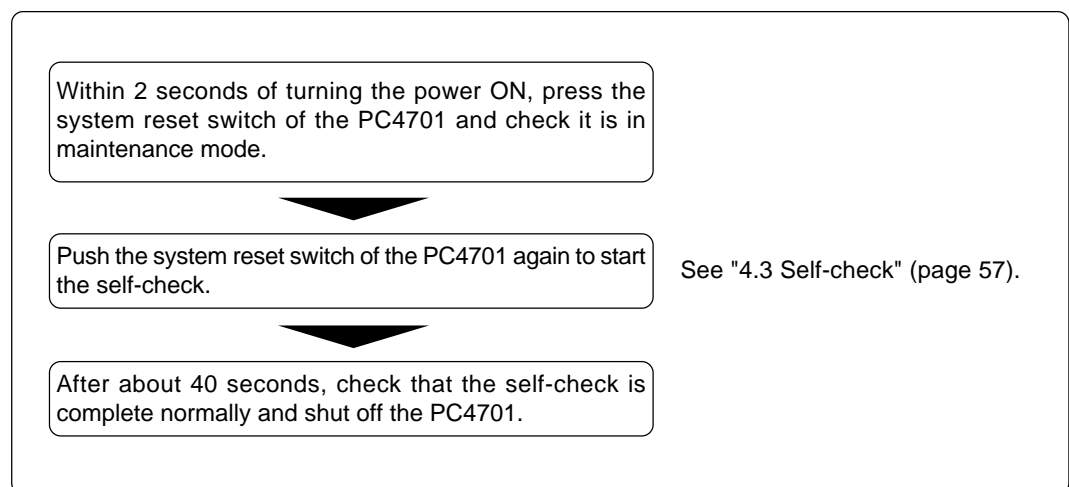 Within 2 seconds of turning the power ON, press the
system reset switch of the PC4701 and check it is in
maintenance mode.
Push the system reset switch of the PC4701 again to start
the self-check.
See "4.3 Self-check" (page 57).
After about 40 seconds, check that the self-check is
complete normally and shut off the PC4701.